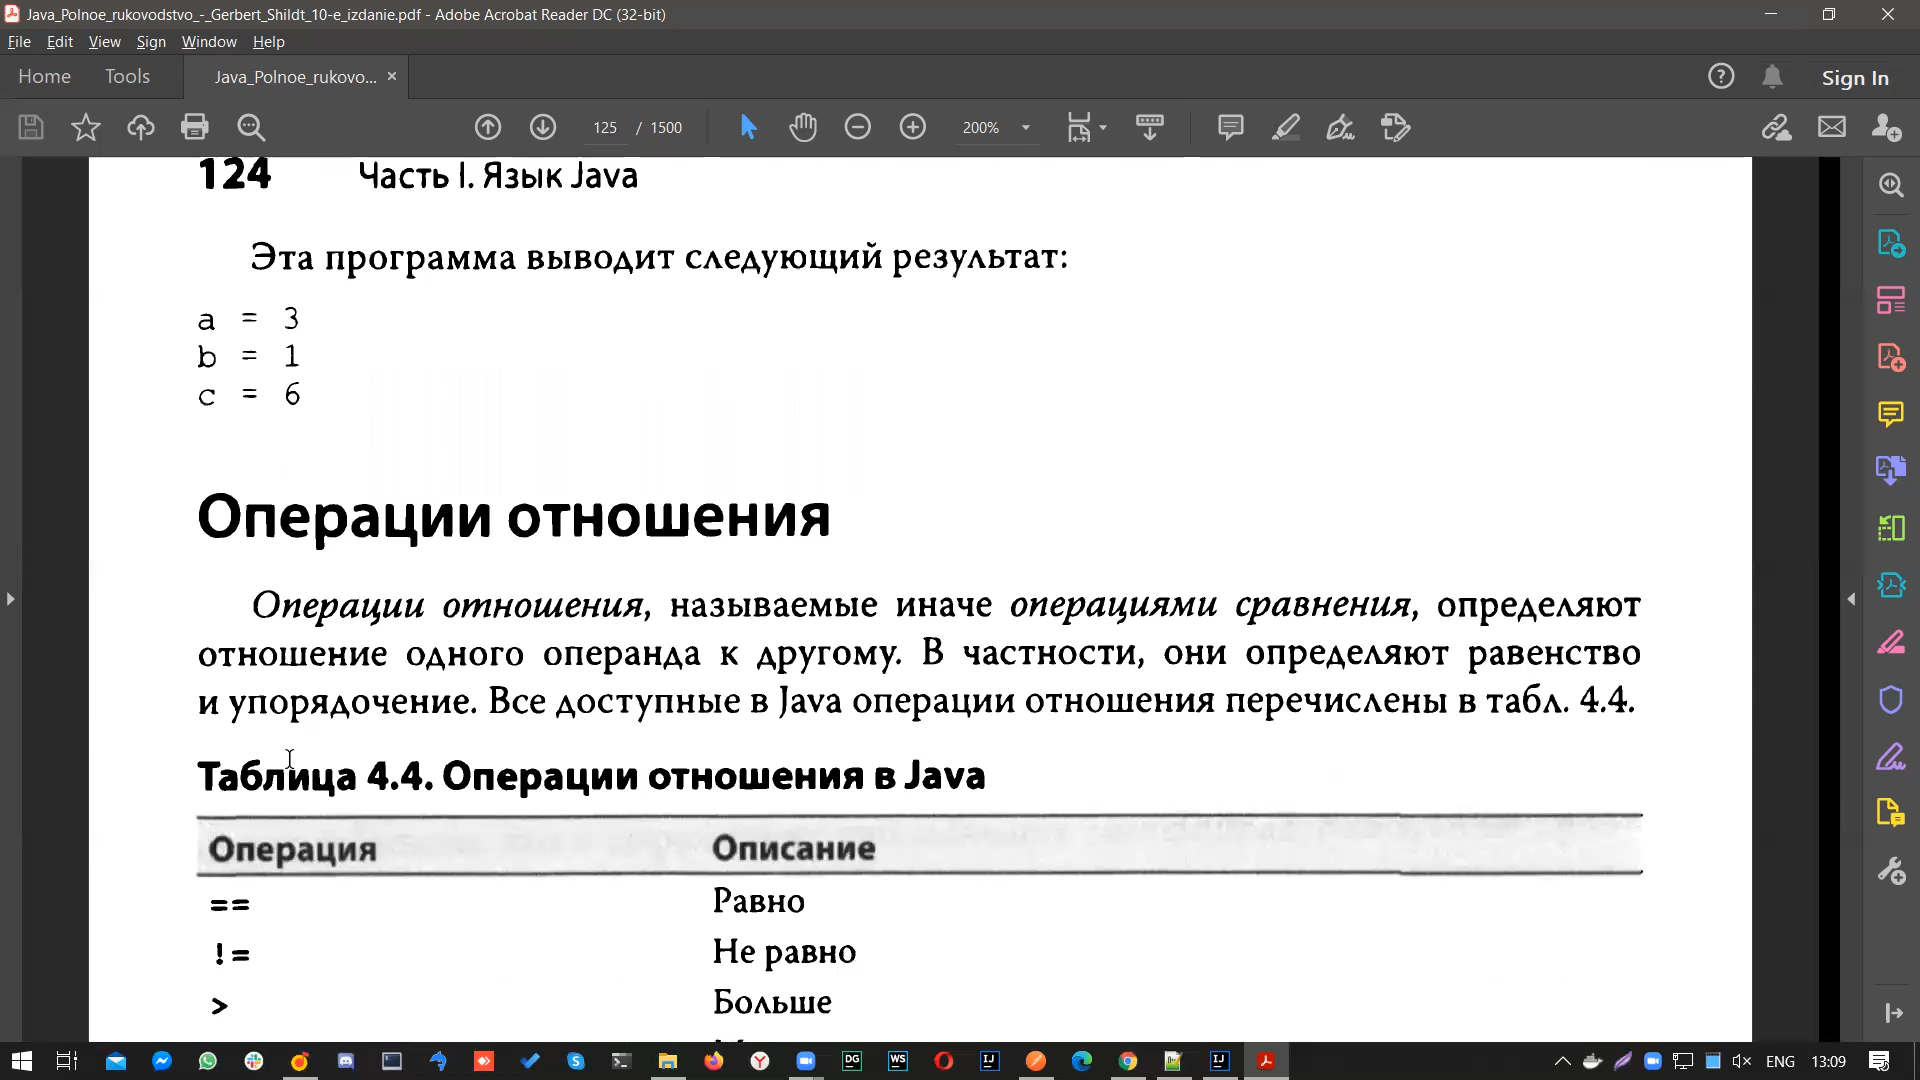 Java_Polnoe_rukovodstvo_-_Gerbert_Shildt_10-e_izdanie.pdf - Adobe Acrobat Reader DC (32-bit)
File Edit View Sign Window Help
Home Tools Java_Polnoe_rukovo... × Sign In
125 / 1500 200%
124 Часть I. Язык Java
Эта программа выводит следующий результат:
a = 3
b = 1
c = 6
Операции отношения
Операции отношения, называемые иначе операциями сравнения, определяют
отношение одного операнда к другому. В частности, они определяют равенство
и упорядочение. Все доступные в Java операции отношения перечислены в табл. 4.4.
Таблица 4.4. Операции отношения в Java
Операция Описание
== Равно
!= Не равно
> Больше
DG WS IJ IJ ENG 13:09